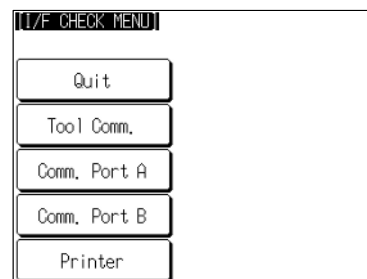 [I/F CHECK MENU]
Quit
Tool Comm.
Comm. Port A
Comm. Port B
Printer